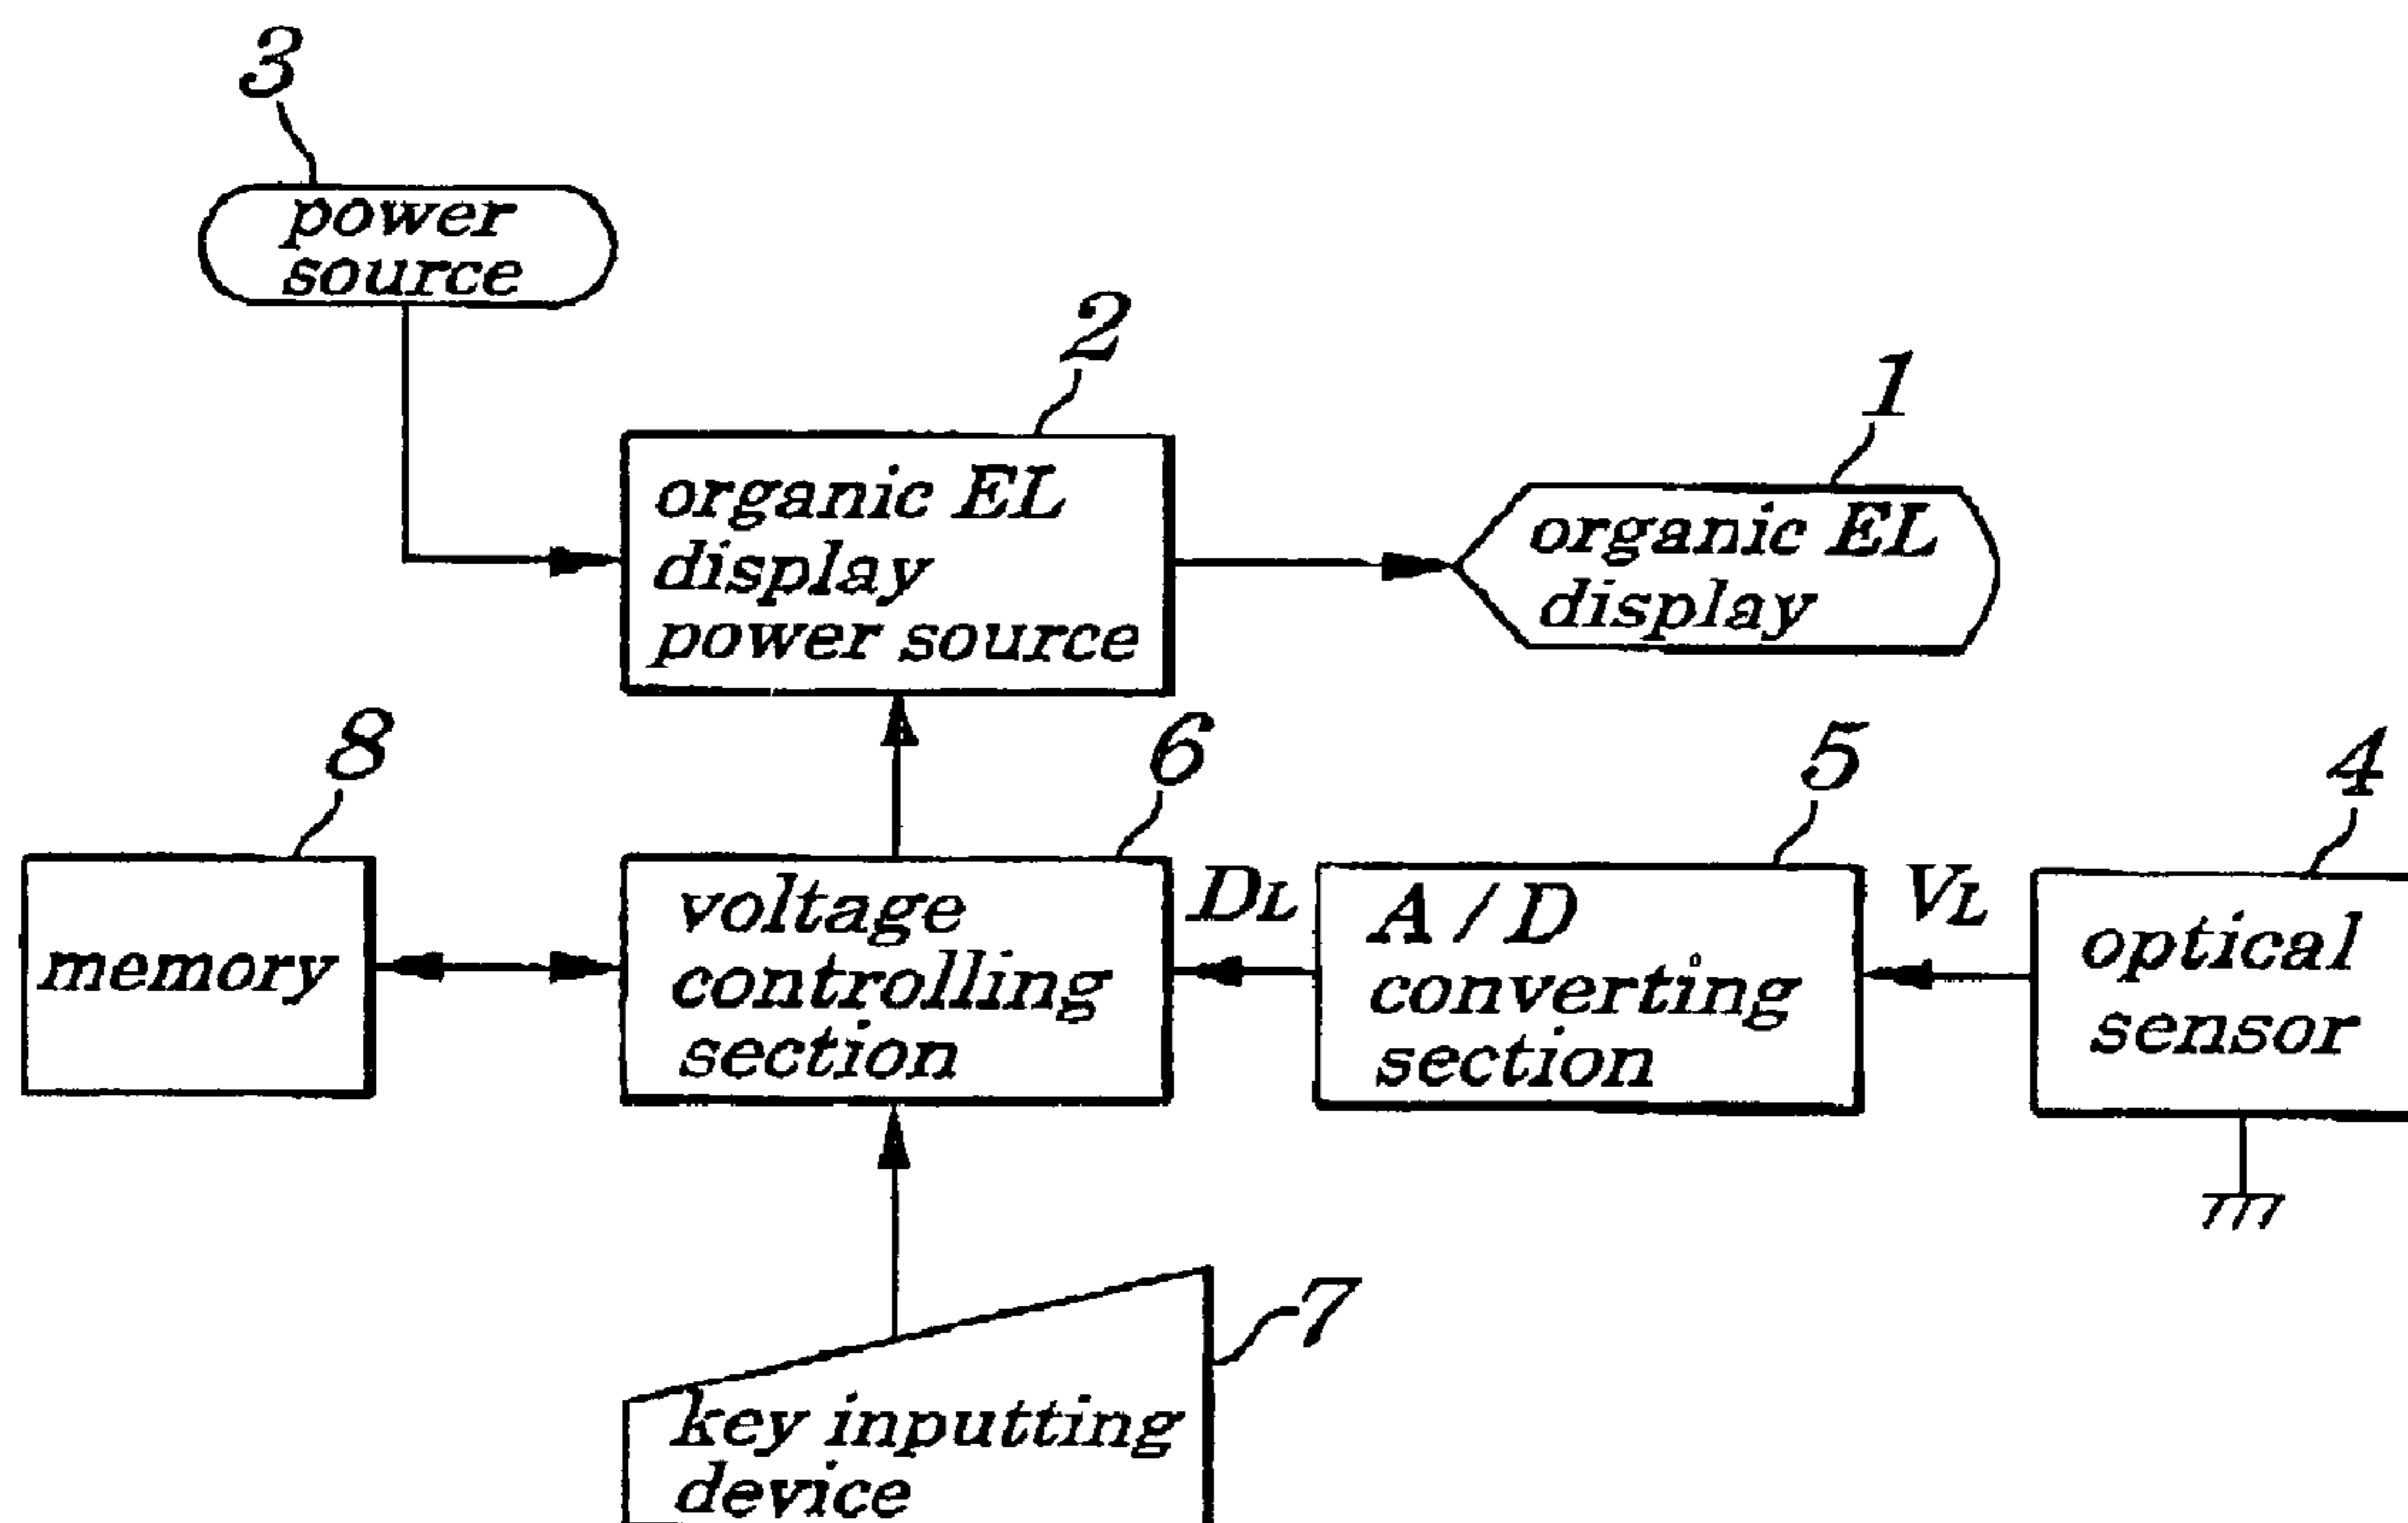 3
power
source
2
organic EL
display
power source
1
organic EL
display
8
memory
6
voltage
controlling
section
DL
5
A / D
converting
section
VL
4
optical
sensor
7
key inputting
device